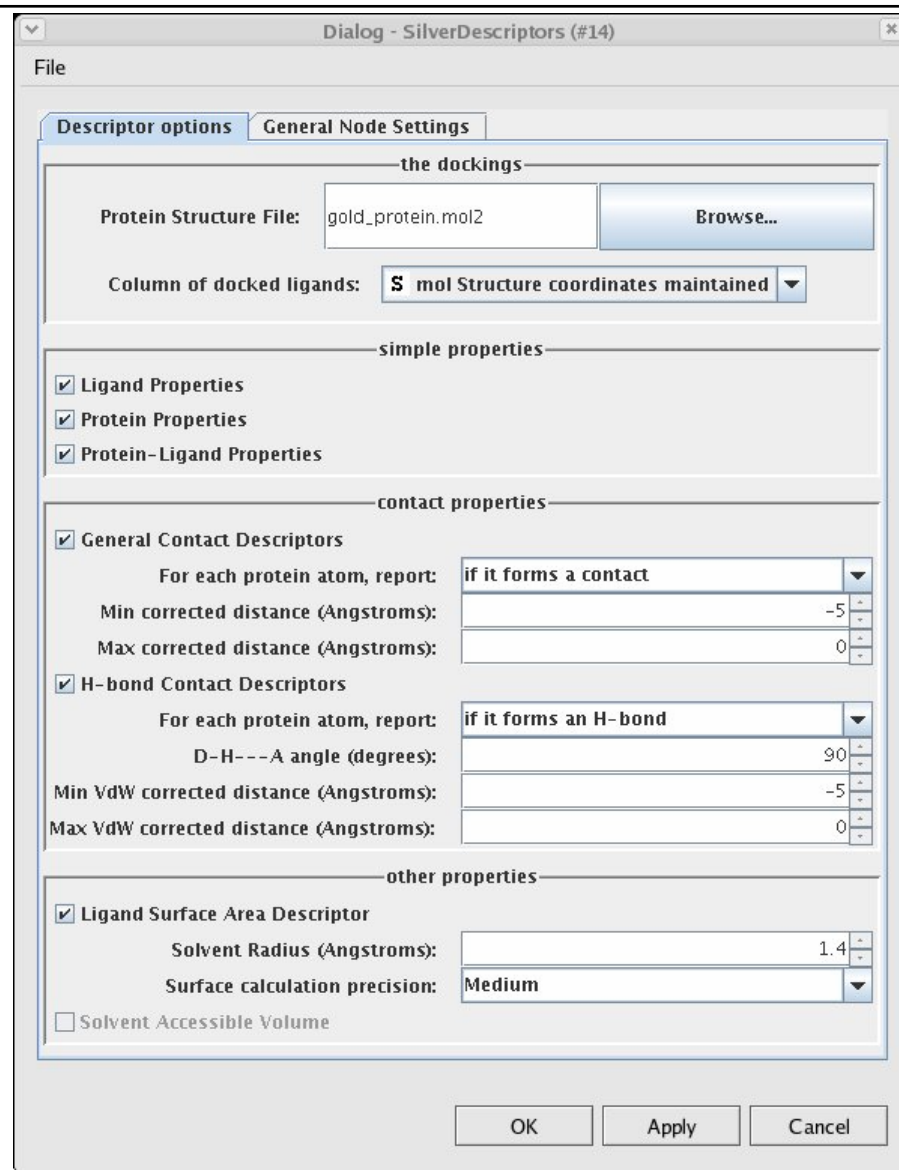 Dialog - SilverDescriptors (#14)
File
Descriptor options General Node Settings
the dockings
Protein Structure File: gold_protein.mol2 Browse...
Column of docked ligands: S mol Structure coordinates maintained
simple properties
Ligand Properties
Protein Properties
Protein-Ligand Properties
contact properties
General Contact Descriptors
For each protein atom, report: if it forms a contact
Min corrected distance (Angstroms): -5
Max corrected distance (Angstroms): 0
H-bond Contact Descriptors
For each protein atom, report: if it forms an H-bond
D-H---A angle (degrees): 90
Min VdW corrected distance (Angstroms): -5
Max VdW corrected distance (Angstroms): 0
other properties
Ligand Surface Area Descriptor
Solvent Radius (Angstroms): 1.4
Surface calculation precision: Medium
Solvent Accessible Volume
OK Apply Cancel